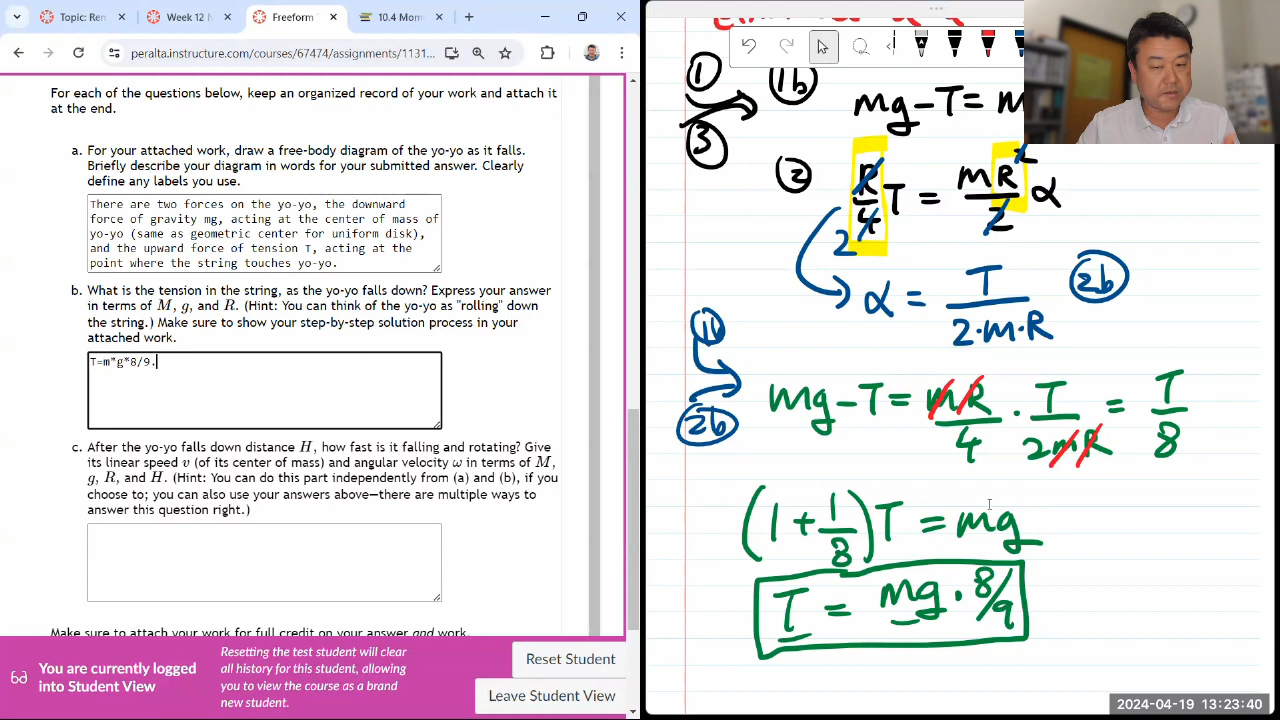 Topic: Rem
Week 12
Freeform
10.4 Mom
peralta.instructure.com/courses/67477/assignments/1131
For each of the questions below, keep an organized record of your work and attach it
at the end.
a. For your attached work, draw a free-body diagram of the yo-yo as it falls.
Briefly describe your diagram in words for your submitted answer. Clearly
define any labels you use.
There are two forces on the yo-yo: the downward
force of gravity mg, acting at the center of mass of
yo-yo (same as geometric center for uniform disk),
and the upward force of tension T, acting at the
point where the string touches yo-yo.
b. What is the tension in the string, as the yo-yo falls down? Express your answer
in terms of M, g, and R. (Hint: You can think of the yo-yo as "rolling" down
the string.) Make sure to show your step-by-step solution process in your
attached work.
T=m*g*8/9.
c. After the yo-yo falls down distance H, how fast is it falling and rotating? Give
its linear speed v (of its center of mass) and angular velocity ω in terms of M,
g, R, and H. (Hint: You can do this part independently from (a) and (b), if you
choose to; you can also use your answers above—there are multiple ways to
answer this question right.)
Make sure to attach your work for full credit on your answer and work.
You are currently logged
into Student View
Resetting the test student will clear
all history for this student, allowing
you to view the course as a brand
new student.
Reset Student
Leave Student View
1
3
1b
mg-T= m
2
R/4 T = mR²/2 α
2
α = T/(2·m·R)
2b
1b
2b
mg-T = mR/4 · T/2mR = T/8
(1 + 1/8)T = mg
T = mg · 8/9
2024-04-19 13:23:40